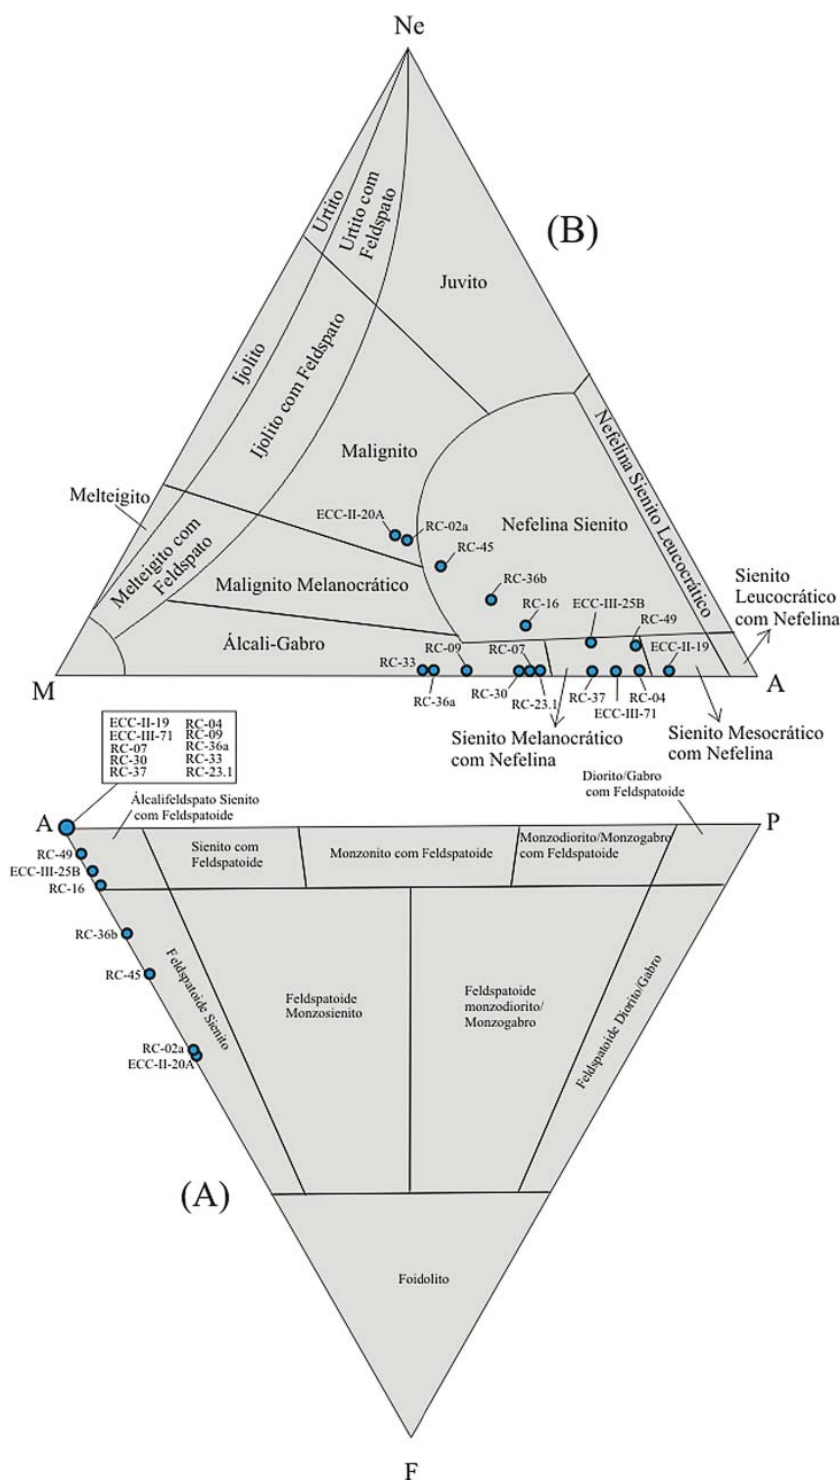 Ne
(B)
Urtito
Urtito com
Feldspato
Juvito
Ijolito
Ijolito com Feldspato
Malignito
Nefelina Sienito Leucocrático
Melteigito
ECC-II-20A
RC-02a
Nefelina Sienito
RC-45
Melteigito com
Feldspato
RC-36b
Malignito Melanocrático
RC-16
ECC-III-25B
RC-49
Sienito
Leucocrático
com Nefelina
Álcali-Gabro
RC-33
RC-09
RC-07
ECC-II-19
M
RC-36a
RC-30
RC-23.1
RC-37
ECC-III-71
RC-04
A
Sienito Melanocrático
com Nefelina
Sienito Mesocrático
com Nefelina
ECC-II-19 RC-04
ECC-III-71 RC-09
RC-07 RC-36a
RC-30 RC-33
RC-37 RC-23.1
Diorito/Gabro
com Feldspatoide
Álcalifeldspato Sienito
com Feldspatoide
A
P
RC-49
ECC-III-25B
RC-16
Sienito com
Feldspatoide
Monzonito com Feldspatoide
Monzodiorito/Monzogabro
com Feldspatoide
RC-36b
RC-45
Feldspatoide Sienito
Feldspatoide
Monzosienito
Feldspatoide
monzodiorito/
Monzogabro
Feldspatoide Diorito/Gabro
RC-02a
ECC-II-20A
(A)
Foidolito
F